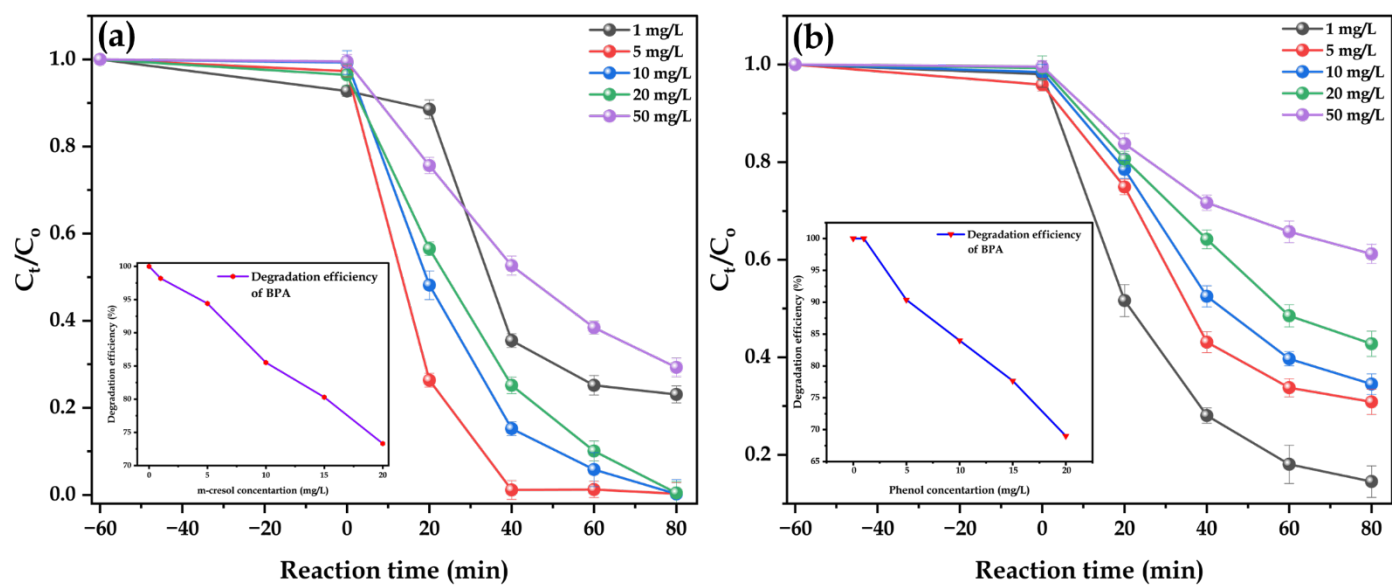 (a)
1 mg/L
5 mg/L
10 mg/L
20 mg/L
50 mg/L
1.0
0.8
0.6
0.4
0.2
0.0
Ct/Co
−60
−40
−20
0
20
40
60
80
Reaction time (min)
Degradation efficiency
of BPA
100
95
90
85
80
75
70
Degradation efficiency (%)
0
5
10
15
20
m-cresol concentartion (mg/L)
(b)
1 mg/L
5 mg/L
10 mg/L
20 mg/L
50 mg/L
1.0
0.8
0.6
0.4
0.2
Ct/Co
−60
−40
−20
0
20
40
60
80
Reaction time (min)
Degradation efficiency
of BPA
100
95
90
85
80
75
70
65
Degradation efficiency (%)
0
5
10
15
20
Phenol concentartion (mg/L)